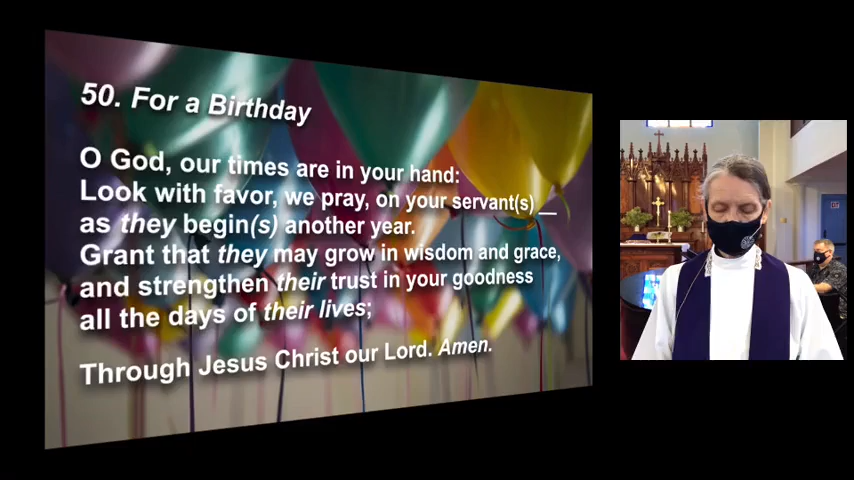 50. For a Birthday
O God, our times are in your hand:
Look with favor, we pray, on your servant(s) __
as they begin(s) another year.
Grant that they may grow in wisdom and grace,
and strengthen their trust in your goodness
all the days of their lives;
Through Jesus Christ our Lord. Amen.